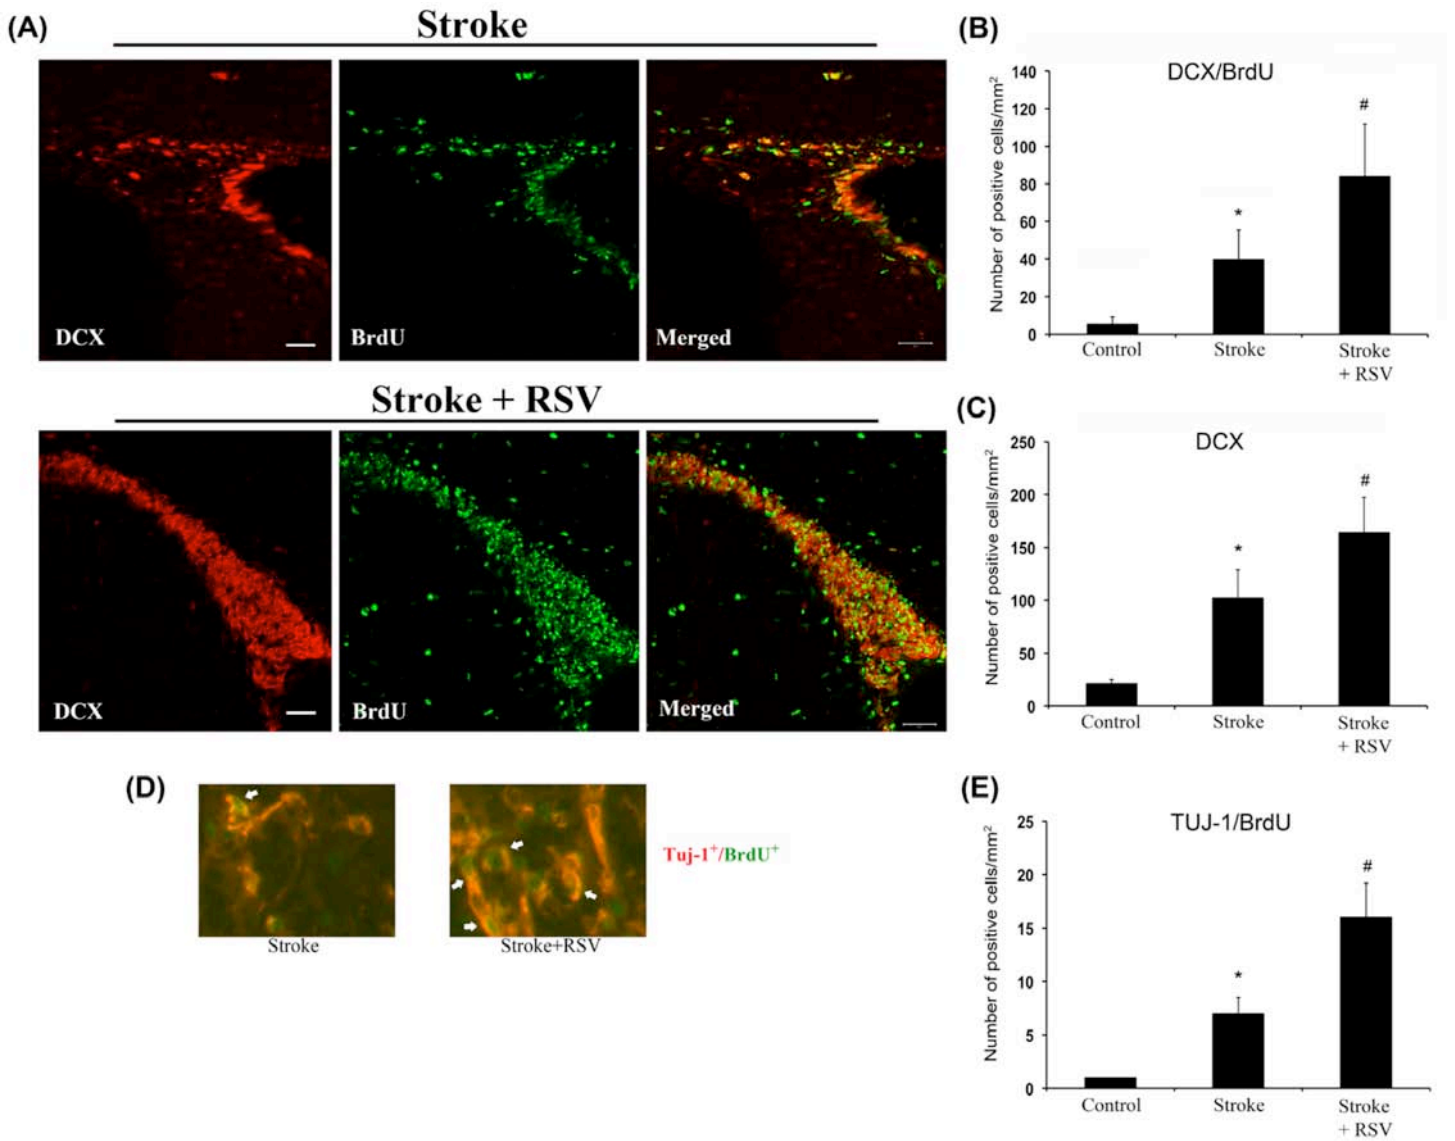 (A)
Stroke
DCX
BrdU
Merged
Stroke + RSV
DCX
BrdU
Merged
(B)
DCX/BrdU
Number of positive cells/mm²
140
120
100
80
60
40
20
0
*
#
Control
Stroke
Stroke
+ RSV
(C)
DCX
Number of positive cells/mm²
250
200
150
100
50
0
*
#
Control
Stroke
Stroke
+ RSV
(D)
Stroke
Stroke+RSV
Tuj-1⁺/BrdU⁺
(E)
TUJ-1/BrdU
Number of positive cells/mm²
25
20
15
10
5
0
*
#
Control
Stroke
Stroke
+ RSV